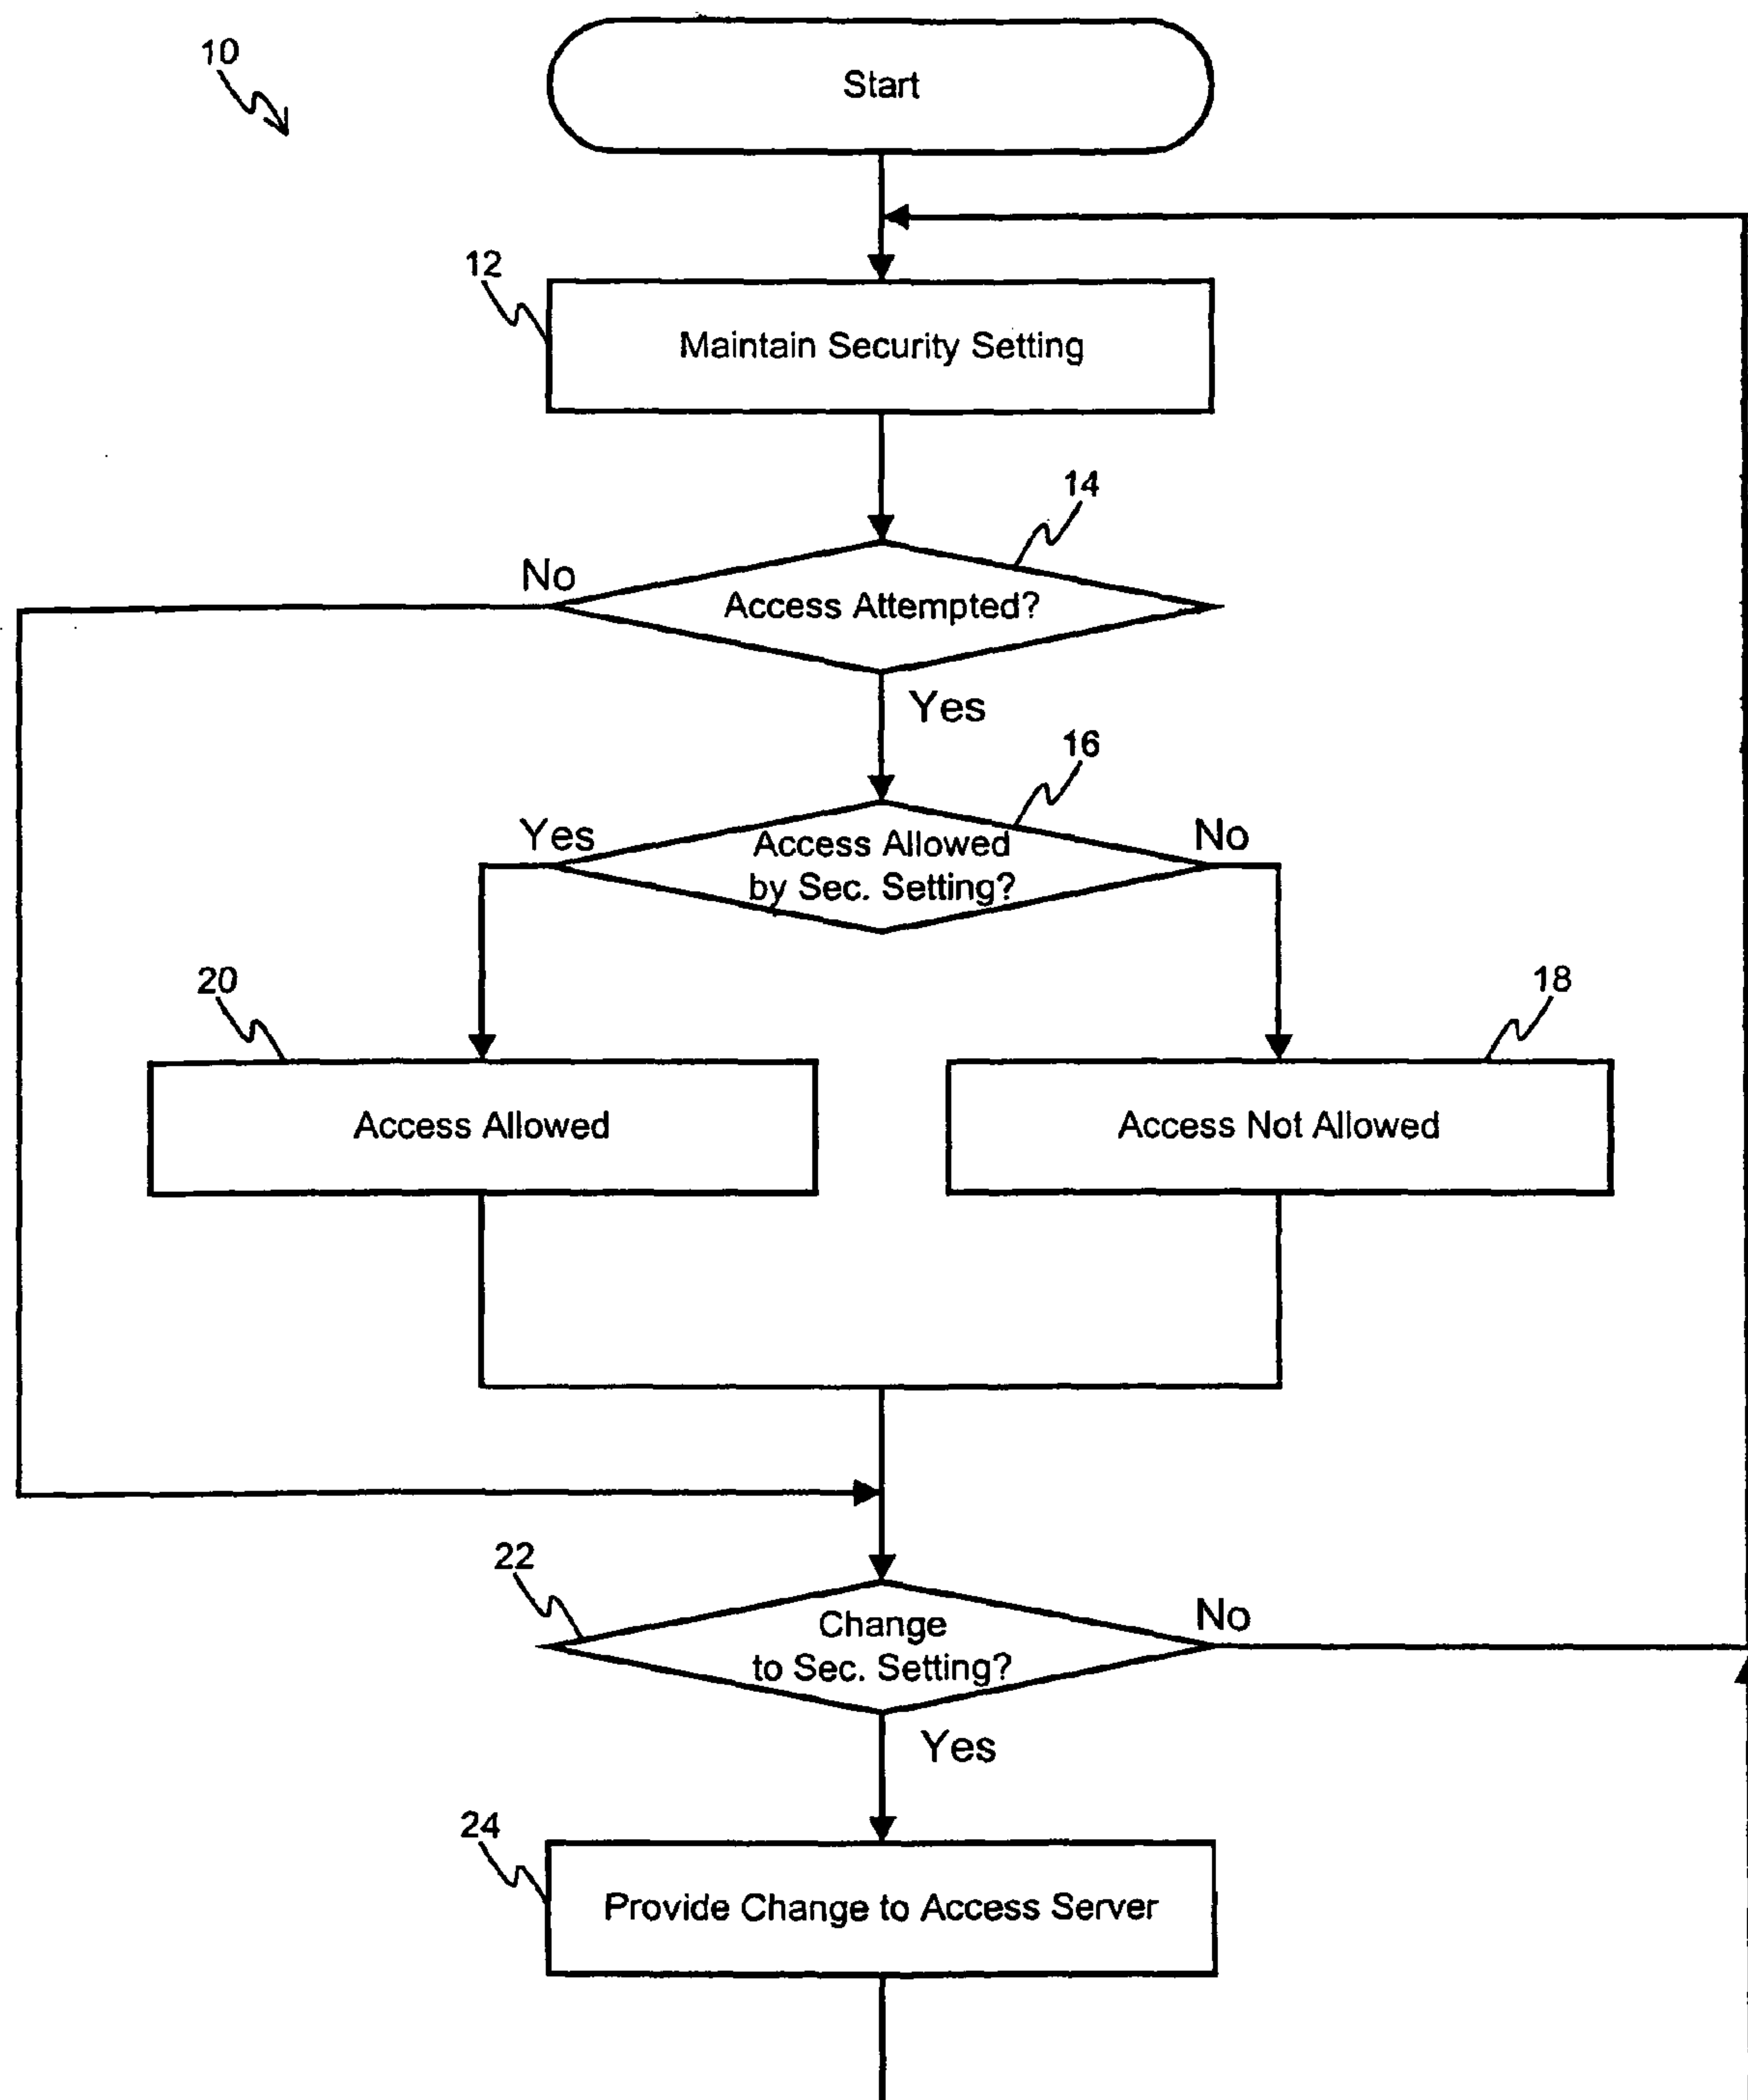 10
Start
12
Maintain Security Setting
14
No
Access Attempted?
Yes
16
Yes
Access Allowed
by Sec. Setting?
No
20
18
Access Allowed
Access Not Allowed
22
Change
to Sec. Setting?
No
Yes
24
Provide Change to Access Server